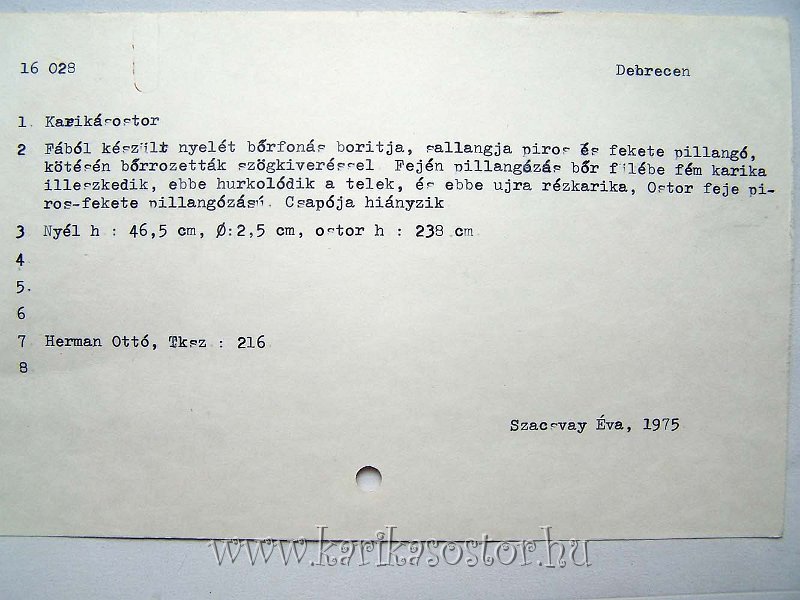 16 028 Debrecen
1. Karikásostor
2 Fából készült nyelét bőrfonás boritja, sallangja piros és fekete pillangó,
kötésén bőrrozetták szögkiveréssel. Fején pillangózás bőr fülébe fém karika
illeszkedik, ebbe hurkolódik a telek, és ebbe ujra rézkarika, Ostor feje pi-
ros-fekete pillangózású. Csapója hiányzik
3 Nyél h : 46,5 cm, Ø:2,5 cm, ostor h : 238 cm
4
5.
6
7 Herman Ottó, Tksz : 216
8
Szacsvay Éva, 1975
www.karikasostor.hu